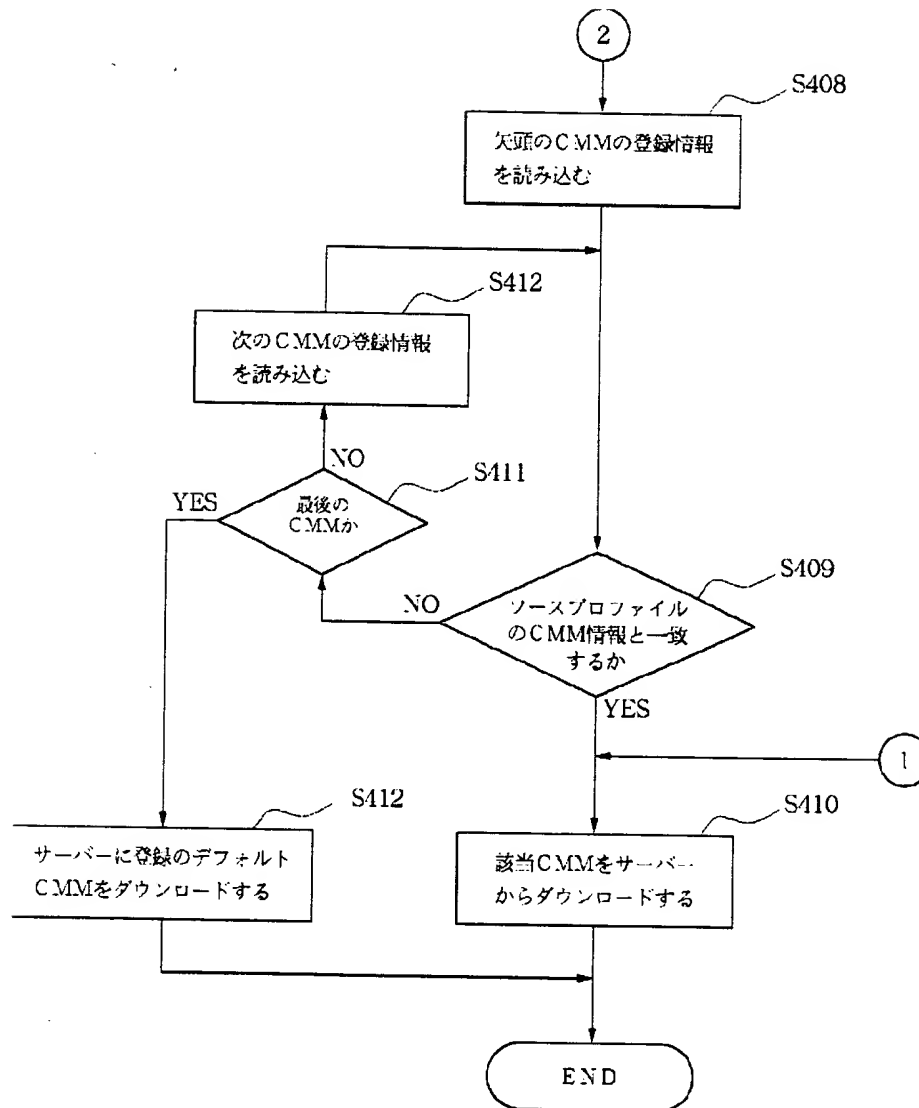 2
S408
先頭のCMMの登録情報
を読み込む
S412
次のCMMの登録情報
を読み込む
NO
S411
YES
最後の
CMMか
S409
NO
ソースプロファイル
のCMM情報と一致
するか
YES
1
S412
S410
サーバーに登録のデフォルト
CMMをダウンロードする
該当CMMをサーバー
からダウンロードする
END